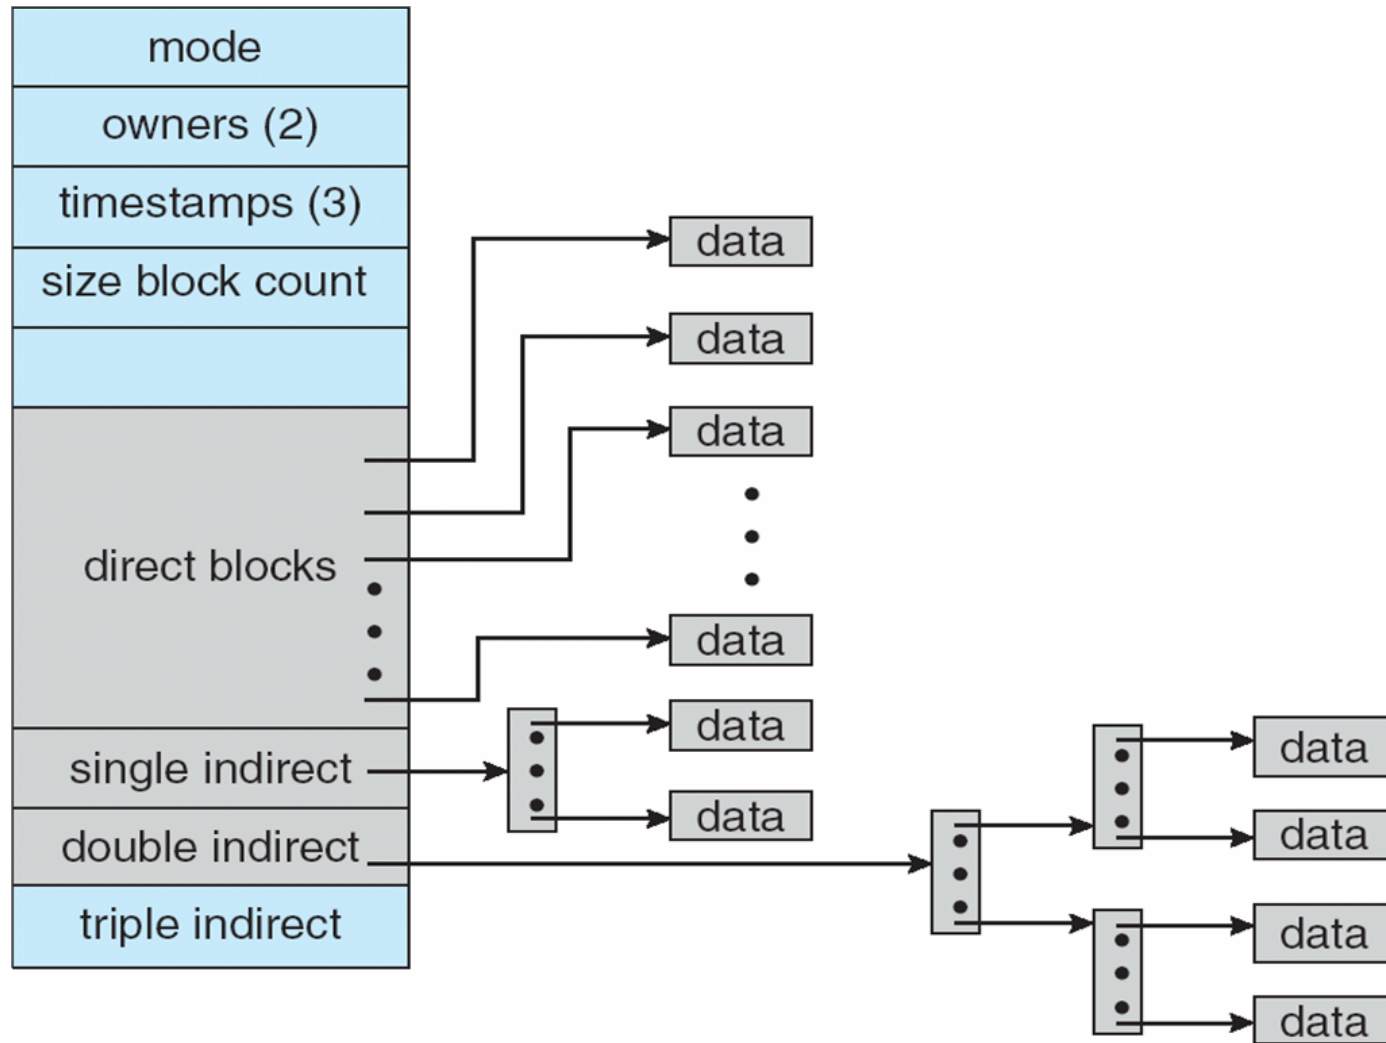 mode
owners (2)
timestamps (3)
size block count
direct blocks
single indirect
double indirect
triple indirect
data
data
data
data
data
data
data
data
data
data